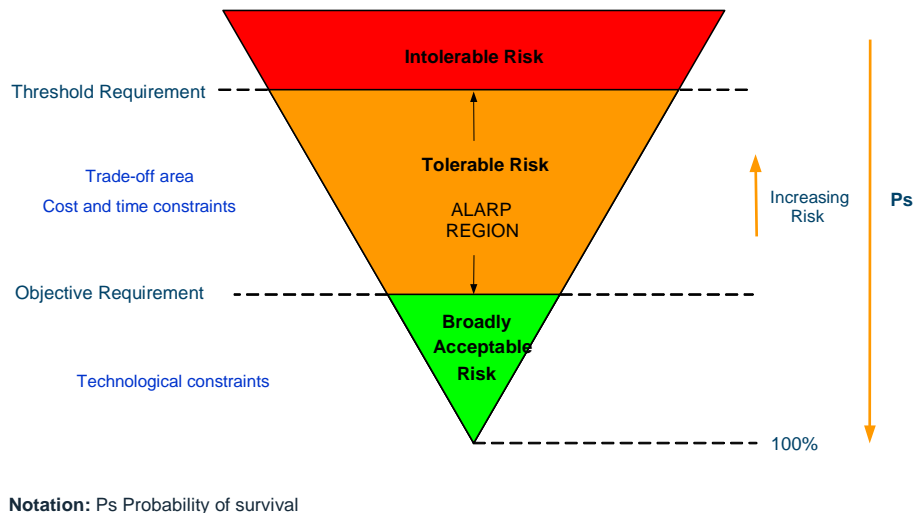 Intolerable Risk
Threshold Requirement
Tolerable Risk
Trade-off area
Cost and time constraints
ALARP
REGION
Increasing
Risk
Ps
Objective Requirement
Broadly
Acceptable
Risk
Technological constraints
100%
Notation: Ps Probability of survival